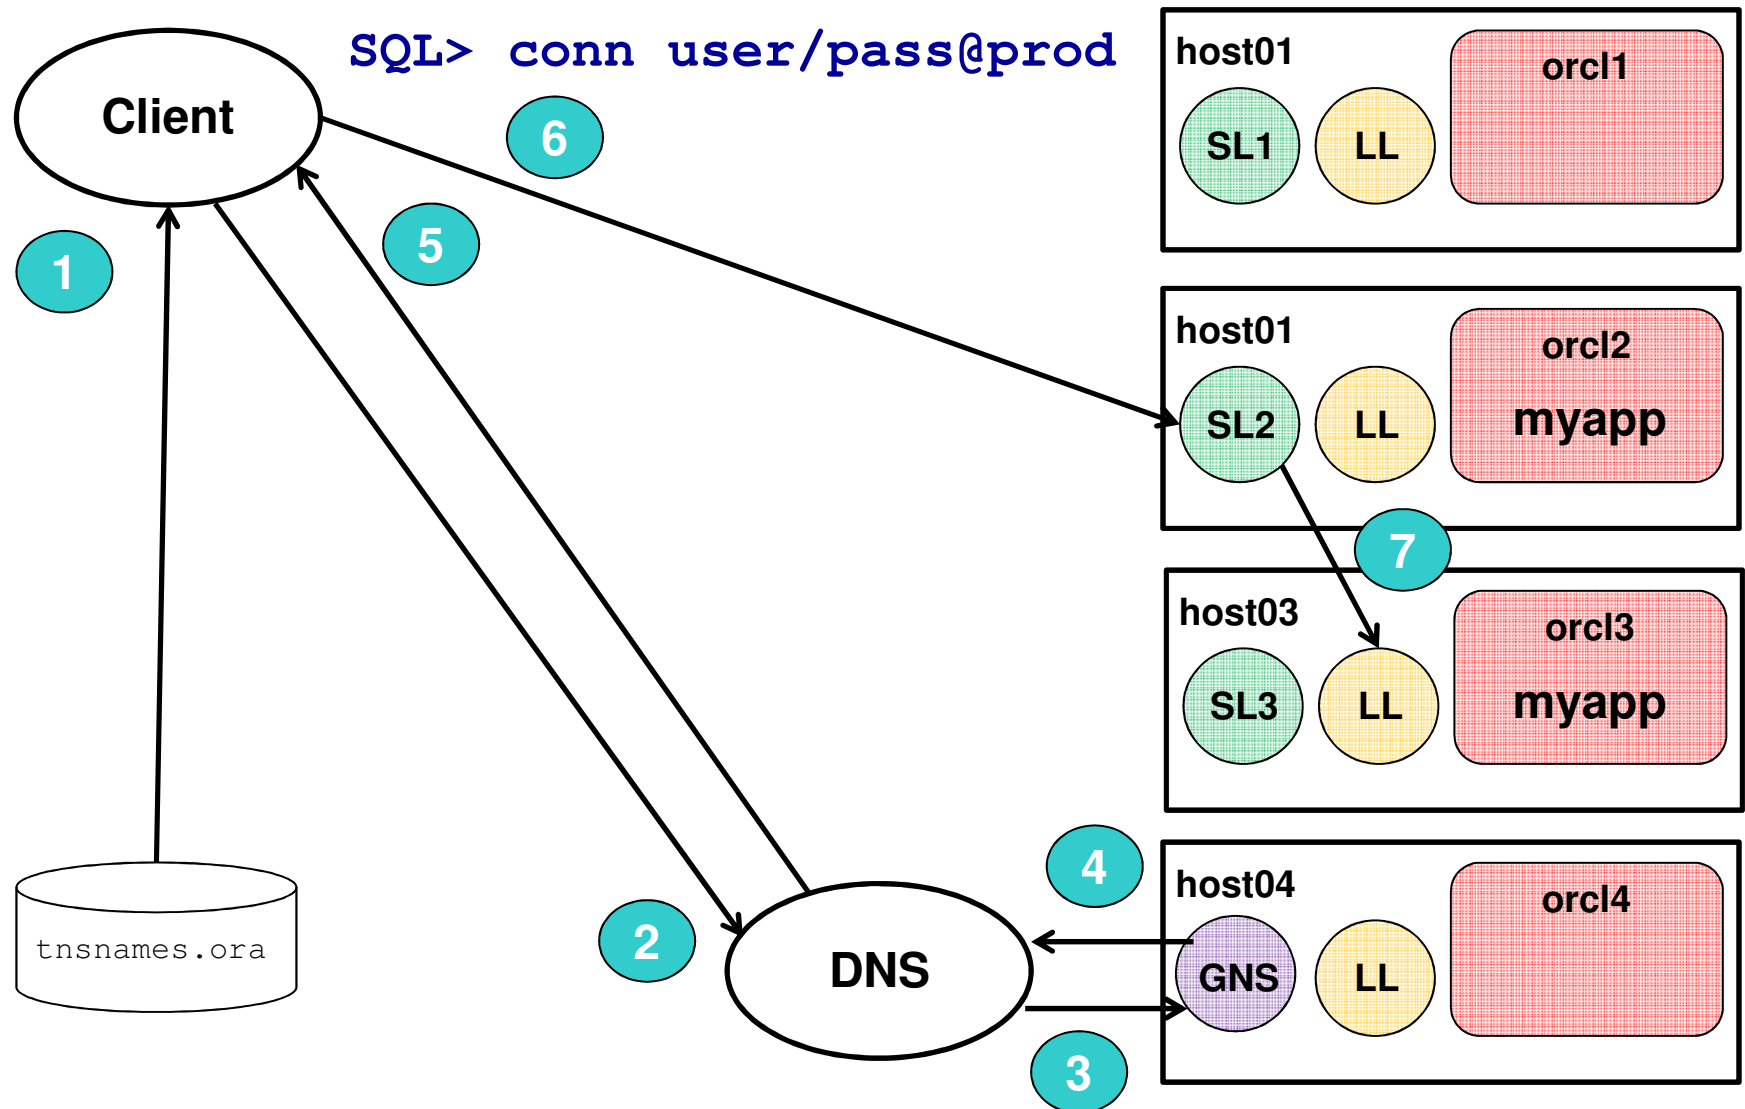 SQL> conn user/pass@prod
Client
6
5
1
host01
orcl1
SL1
LL
host01
orcl2
SL2
LL
myapp
7
host03
orcl3
SL3
LL
myapp
4
host04
orcl4
2
tnsnames.ora
DNS
GNS
LL
3